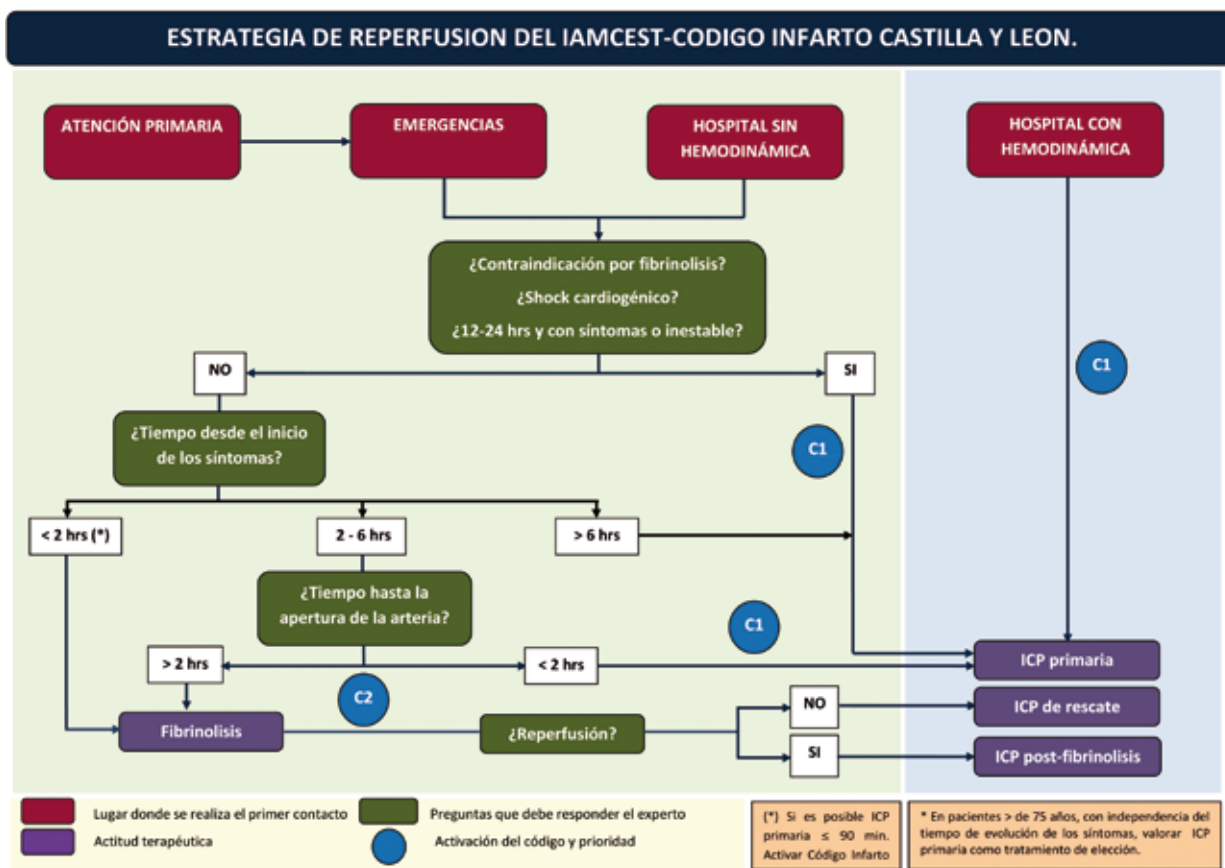 ESTRATEGIA DE REPERFUSION DEL IAMCEST-CODIGO INFARTO CASTILLA Y LEON.
ATENCIÓN PRIMARIA
EMERGENCIAS
HOSPITAL SIN
HEMODINÁMICA
HOSPITAL CON
HEMODINÁMICA
¿Contraindicación por fibrinolisis?
¿Shock cardiogénico?
¿12-24 hrs y con síntomas o inestable?
NO
SI
C1
¿Tiempo desde el inicio
de los síntomas?
C1
< 2 hrs (*)
2 - 6 hrs
> 6 hrs
¿Tiempo hasta la
apertura de la arteria?
C1
> 2 hrs
< 2 hrs
ICP primaria
C2
NO
ICP de rescate
Fibrinolisis
¿Reperfusión?
SI
ICP post-fibrinolisis
Lugar donde se realiza el primer contacto
Preguntas que debe responder el experto
Actitud terapéutica
Activación del código y prioridad
(*) Si es posible ICP
primaria ≤ 90 min.
Activar Código Infarto
* En pacientes > de 75 años, con independencia del
tiempo de evolución de los síntomas, valorar ICP
primaria como tratamiento de elección.